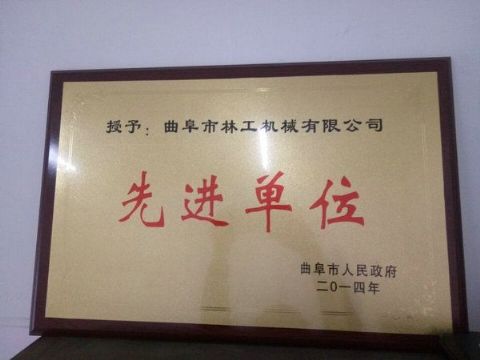 授予：曲阜市林工机械有限公司
先进单位
曲阜市人民政府
二〇一四年